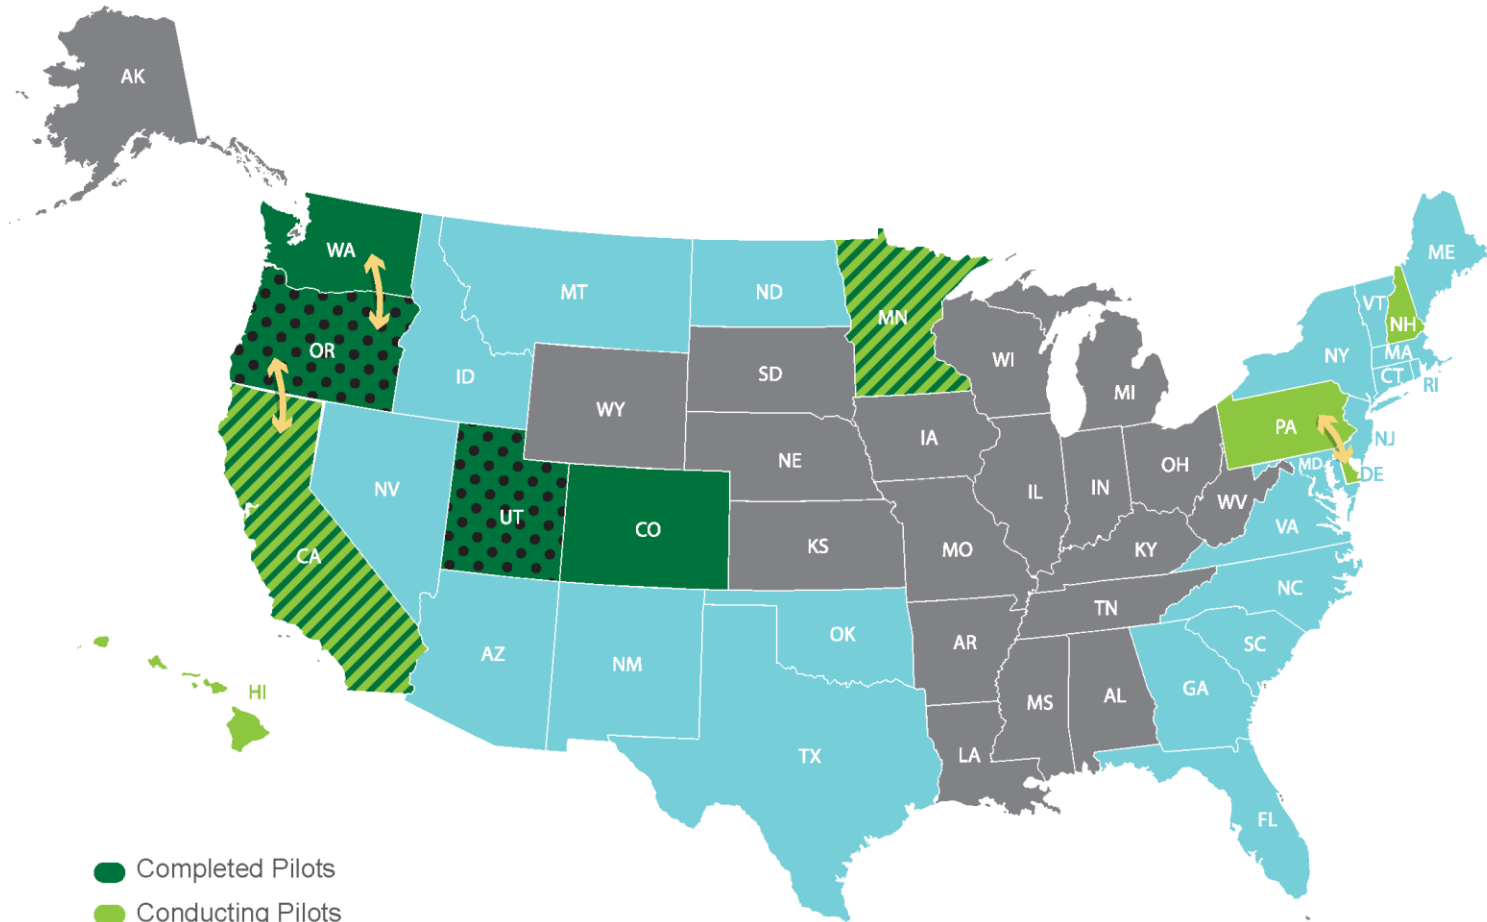 AK
WA
OR
CA
HI
MT
ID
NV
UT
WY
CO
AZ
NM
ND
SD
NE
KS
OK
TX
MN
IA
MO
AR
LA
WI
IL
MI
IN
OH
KY
TN
MS
AL
WV
VA
NC
SC
GA
FL
PA
NY
VT
NH
ME
MA
CT
RI
NJ
DE
MD
Completed Pilots
Conducting Pilots